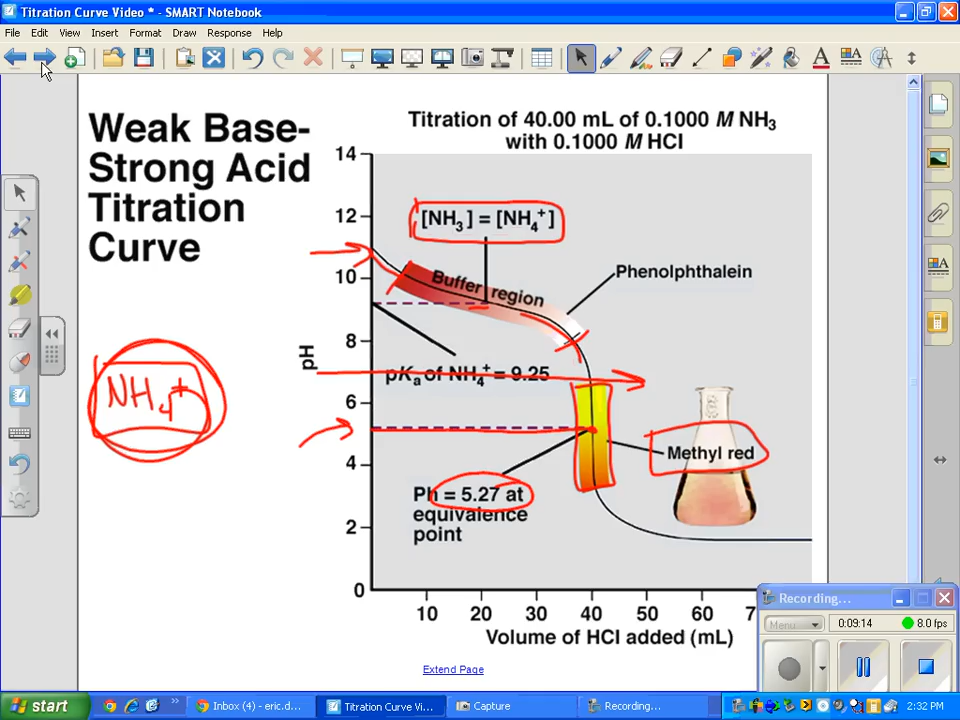 Titration Curve Video * - SMART Notebook
File Edit View Insert Format Draw Response Help
Weak Base-
Strong Acid
Titration
Curve
Titration of 40.00 mL of 0.1000 M NH3
with 0.1000 M HCl
14
12
10
8
6
4
2
0
pH
[NH3] = [NH4+]
Buffer region
Phenolphthalein
pKa of NH4+ = 9.25
NH4+
Methyl red
Ph = 5.27 at
equivalence
point
10 20 30 40 50 60 7
Volume of HCl added (mL)
Extend Page
Recording...
Menu
0:09:14
8.0 fps
start
Inbox (4) - eric.d...
Titration Curve Vi...
Capture
Recording...
2:32 PM